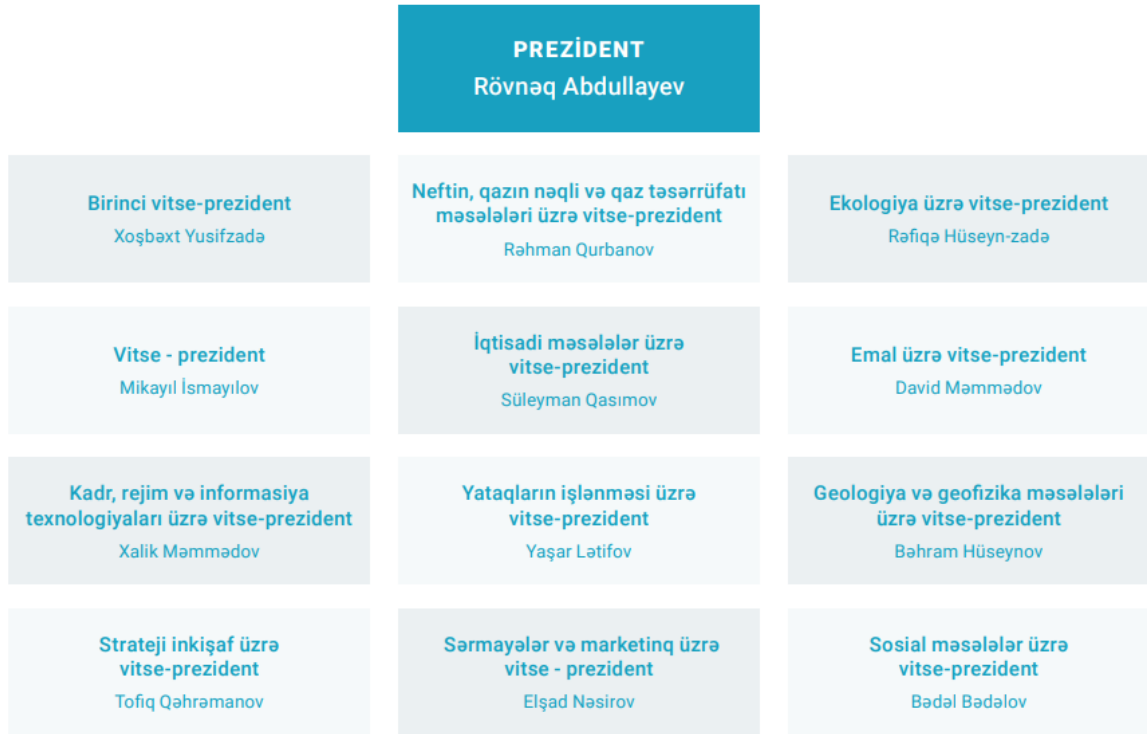 PREZİDENT
Rövnəq Abdullayev
Birinci vitse-prezident
Xoşbəxt Yusifzadə
Neftin, qazın nəqli və qaz təsərrüfatı
məsələləri üzrə vitse-prezident
Rəhman Qurbanov
Ekologiya üzrə vitse-prezident
Rəfiqə Hüseyn-zadə
Vitse - prezident
Mikayıl İsmayılov
İqtisadi məsələlər üzrə
vitse-prezident
Süleyman Qasımov
Emal üzrə vitse-prezident
David Məmmədov
Kadr, rejim və informasiya
texnologiyaları üzrə vitse-prezident
Xalik Məmmədov
Yataqların işlənməsi üzrə
vitse-prezident
Yaşar Lətifov
Geologiya və geofizika məsələləri
üzrə vitse-prezident
Bəhram Hüseynov
Strateji inkişaf üzrə
vitse-prezident
Tofiq Qəhrəmanov
Sərmayələr və marketinq üzrə
vitse - prezident
Elşad Nəsirov
Sosial məsələlər üzrə
vitse-prezident
Bədəl Bədəlov